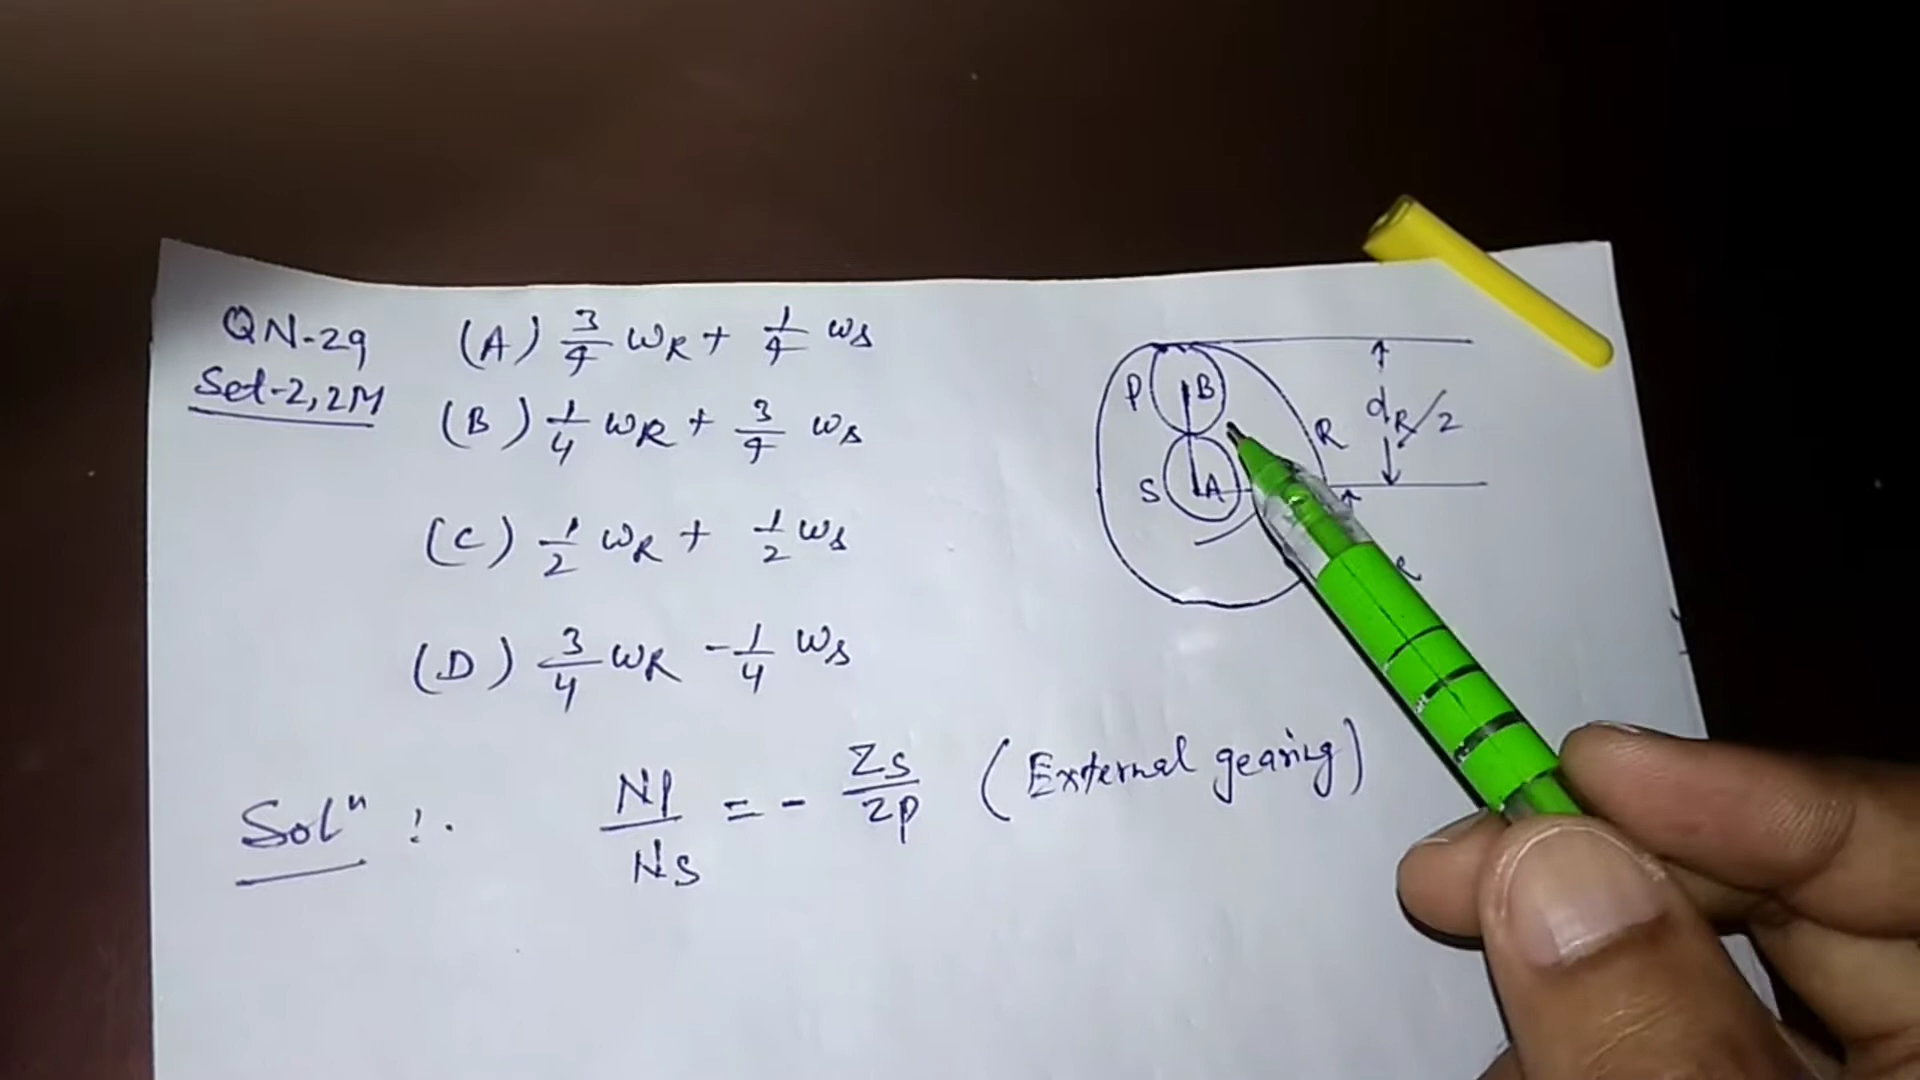 QN-29 (A) 3/4 ωR + 1/4 ωs
Set-2, 2M
(B) 1/4 ωR + 3/4 ωs
(C) 1/2 ωR + 1/2 ωs
(D) 3/4 ωR - 1/4 ωs
P B
S A
R
dR/2
Solⁿ :. NP/NS = - ZS/ZP (External gearing)